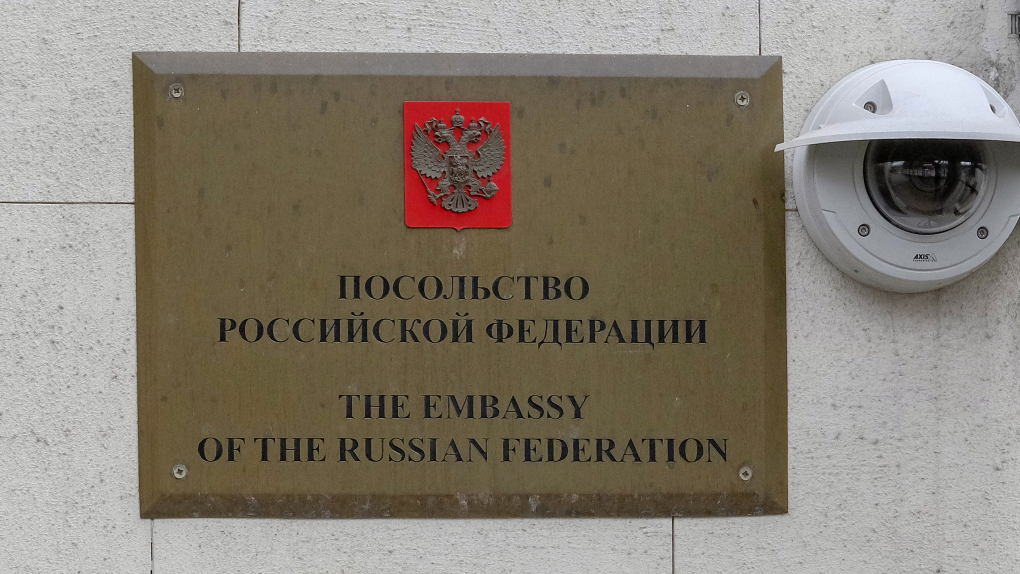 ПОСОЛЬСТВО
РОССИЙСКОЙ ФЕДЕРАЦИИ
THE EMBASSY
OF THE RUSSIAN FEDERATION
AXIS